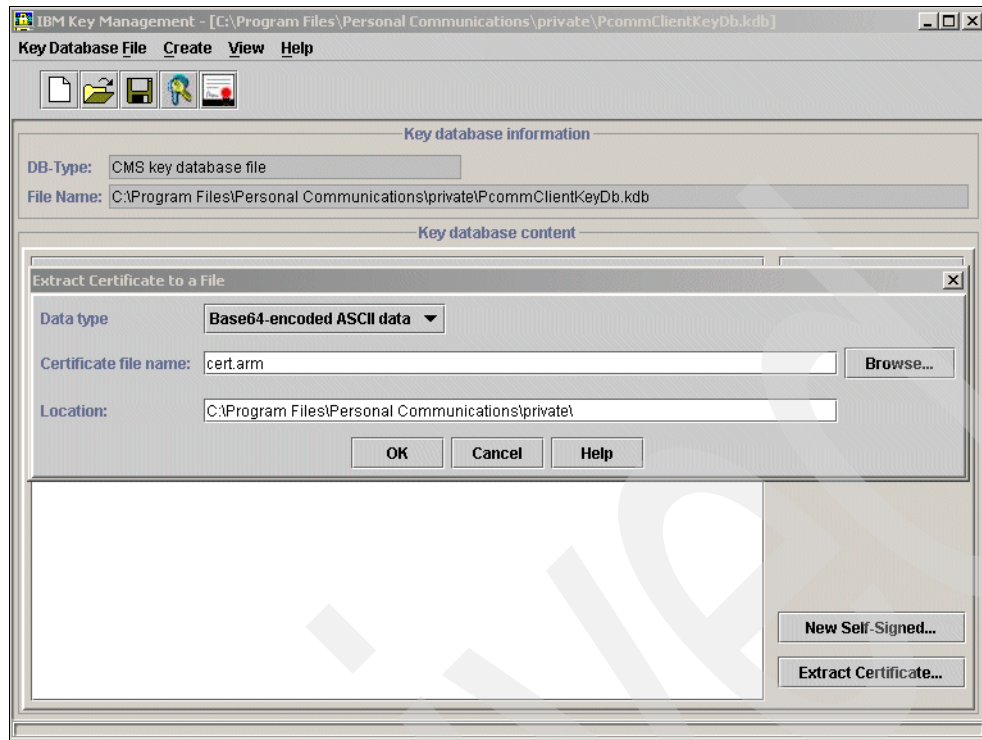 IBM Key Management - [C:\Program Files\Personal Communications\private\PcommClientKeyDb.kdb]
Key Database File Create View Help
Key database information
DB-Type: CMS key database file
File Name: C:\Program Files\Personal Communications\private\PcommClientKeyDb.kdb
Key database content
Extract Certificate to a File
Data type Base64-encoded ASCII data
Certificate file name: cert.arm Browse...
Location: C:\Program Files\Personal Communications\private\
OK Cancel Help
New Self-Signed...
Extract Certificate...